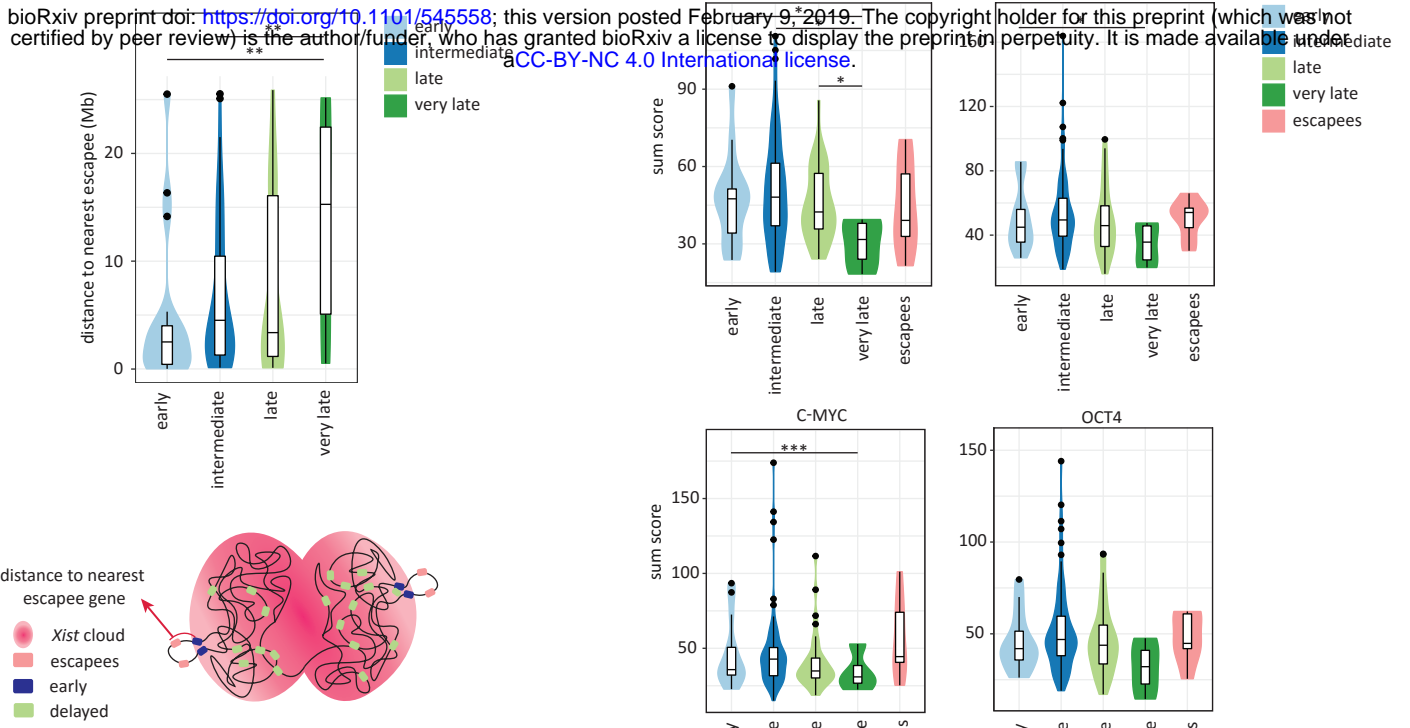 bioRxiv preprint doi: https://doi.org/10.1101/545558; this version posted February 9, 2019. The copyright holder for this preprint (which was not
certified by peer review) is the author/funder, who has granted bioRxiv a license to display the preprint in perpetuity. It is made available under
aCC-BY-NC 4.0 International license.
**
**
early
intermediate
late
very late
distance to nearest escapee (Mb)
20
10
0
early
intermediate
late
very late
*
*
*
sum score
90
60
30
early
intermediate
late
very late
escapees
*
160
120
80
40
early
intermediate
late
very late
escapees
early
intermediate
late
very late
escapees
C-MYC
***
sum score
150
100
50
OCT4
150
100
50
distance to nearest
escapee gene
Xist cloud
escapees
early
delayed